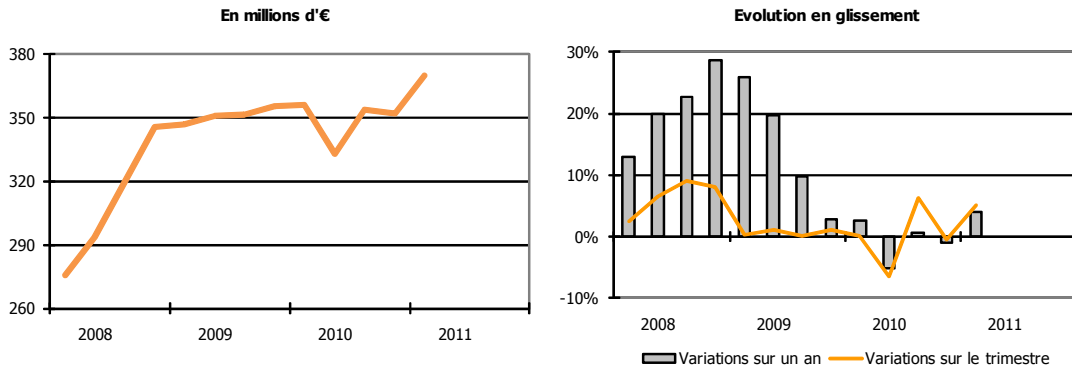 En millions d'€
380
350
320
290
260
2008 2009 2010 2011
Evolution en glissement
30%
20%
10%
0%
-10%
2008 2009 2010 2011
Variations sur un an Variations sur le trimestre